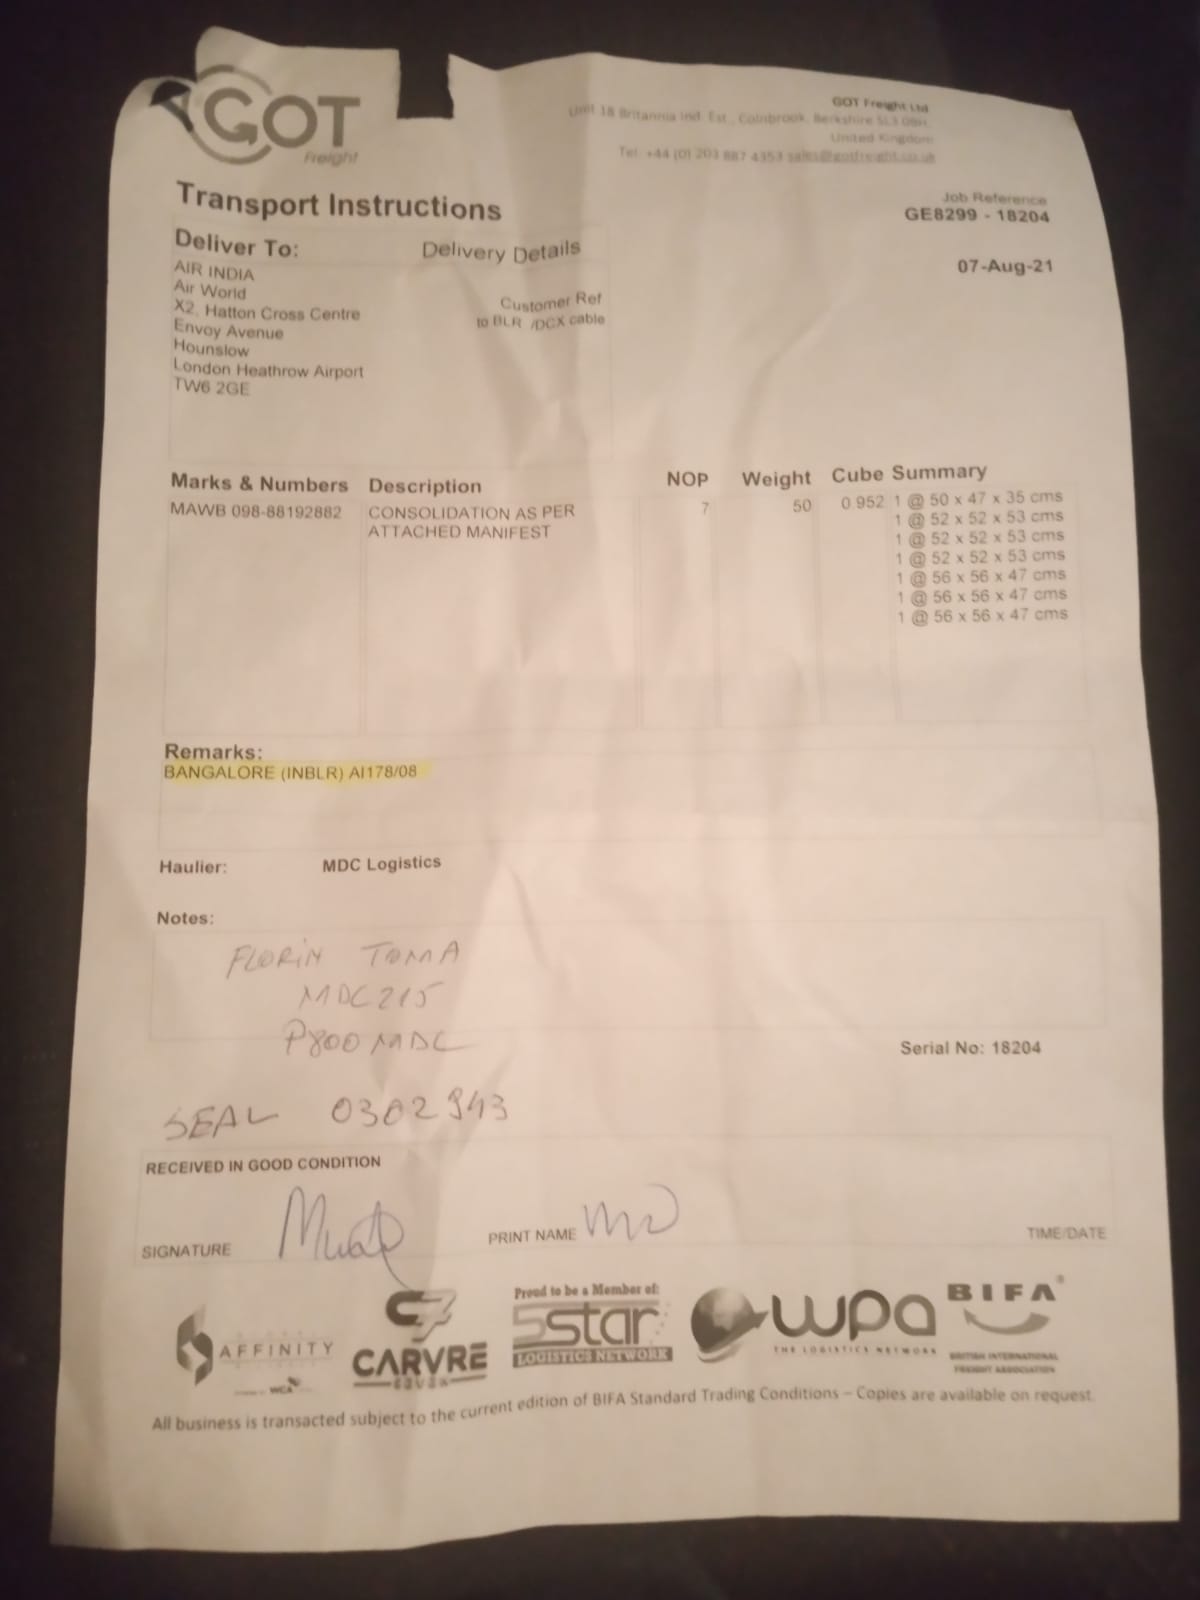 GOT
Freight
GOT Freight Ltd
Unit 18 Britannia Ind. Est., Colnbrook, Berkshire SL3 0BH,
United Kingdom
Tel: +44 (0) 203 887 4353 sales@gotfreight.co.uk
Transport Instructions
Job Reference
GE8299 - 18204
07-Aug-21
Deliver To:
AIR INDIA
Air World
X2, Hatton Cross Centre
Envoy Avenue
Hounslow
London Heathrow Airport
TW6 2GE
Delivery Details
Customer Ref
to BLR /DCX cable
Marks & Numbers Description NOP Weight Cube Summary
MAWB 098-88192882 CONSOLIDATION AS PER 7 50 0.952 1 @ 50 x 47 x 35 cms
ATTACHED MANIFEST 1 @ 52 x 52 x 53 cms
1 @ 52 x 52 x 53 cms
1 @ 52 x 52 x 53 cms
1 @ 56 x 56 x 47 cms
1 @ 56 x 56 x 47 cms
1 @ 56 x 56 x 47 cms
Remarks:
BANGALORE (INBLR) AI178/08
Haulier: MDC Logistics
Notes:
FLORIN TOMA
MDC215
P800MDC
Serial No: 18204
SEAL 0302943
RECEIVED IN GOOD CONDITION
SIGNATURE PRINT NAME TIME/DATE
AFFINITY
WCA
CARVRE
SEVEN
Proud to be a Member of:
5star
LOGISTICS NETWORK
wpa
THE LOGISTICS NETWORK
BIFA
BRITISH INTERNATIONAL
FREIGHT ASSOCIATION
All business is transacted subject to the current edition of BIFA Standard Trading Conditions – Copies are available on request.